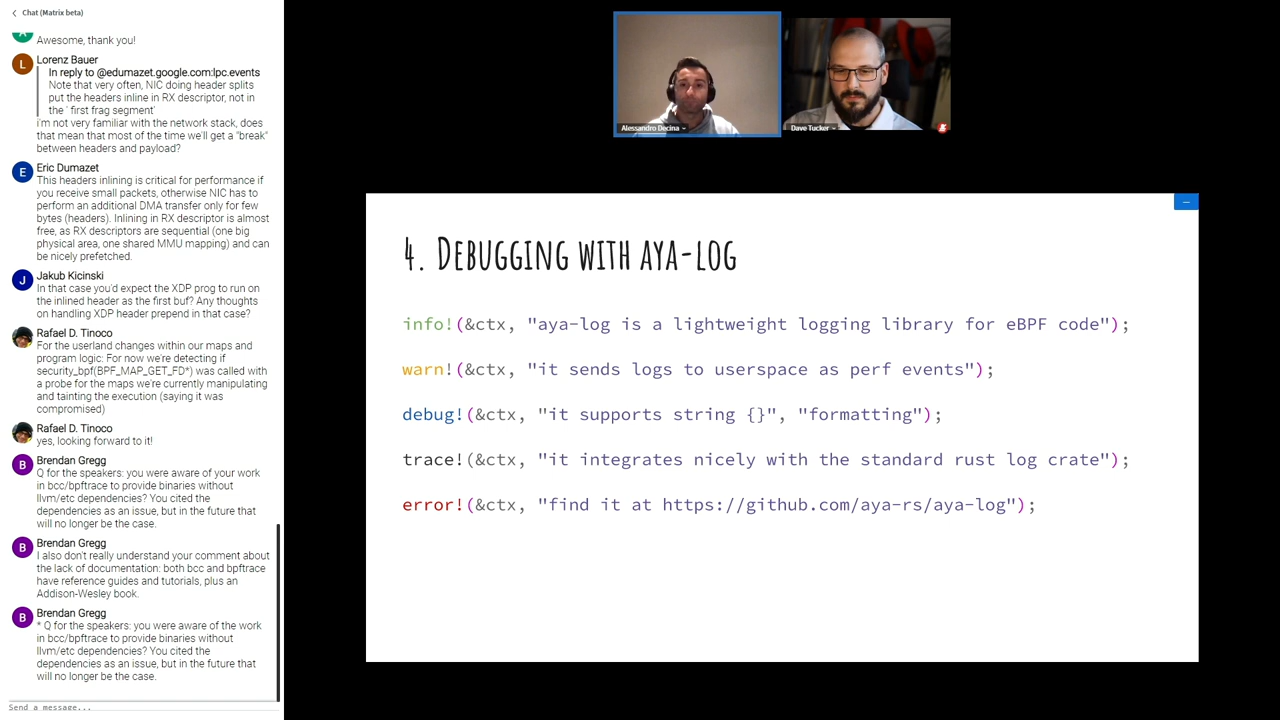 Chat (Matrix beta)
Awesome, thank you!
L
Lorenz Bauer
In reply to @edumazet.google.com:lpc.events
Note that very often, NIC doing header splits
put the headers inline in RX descriptor, not in
the ' first frag segment'
i'm not very familiar with the network stack, does
that mean that most of the time we'll get a "break"
between headers and payload?
E
Eric Dumazet
This headers inlining is critical for performance if
you receive small packets, otherwise NIC has to
perform an additional DMA transfer only for few
bytes (headers). Inlining in RX descriptor is almost
free, as RX descriptors are sequential (one big
physical area, one shared MMU mapping) and can
be nicely prefetched.
J
Jakub Kicinski
In that case you'd expect the XDP prog to run on
the inlined header as the first buf? Any thoughts
on handling XDP header prepend in that case?
Rafael D. Tinoco
For the userland changes within our maps and
program logic: For now we're detecting if
security_bpf(BPF_MAP_GET_FD*) was called with
a probe for the maps we're currently manipulating
and tainting the execution (saying it was
compromised)
Rafael D. Tinoco
yes, looking forward to it!
B
Brendan Gregg
Q for the speakers: you were aware of your work
in bcc/bpftrace to provide binaries without
llvm/etc dependencies? You cited the
dependencies as an issue, but in the future that
will no longer be the case.
B
Brendan Gregg
I also don't really understand your comment about
the lack of documentation: both bcc and bpftrace
have reference guides and tutorials, plus an
Addison-Wesley book.
B
Brendan Gregg
* Q for the speakers: you were aware of the work
in bcc/bpftrace to provide binaries without
llvm/etc dependencies? You cited the
dependencies as an issue, but in the future that
will no longer be the case.
Send a message...
Alessandro Decina
Dave Tucker
4. Debugging with aya-log
info!(&ctx, "aya-log is a lightweight logging library for eBPF code");
warn!(&ctx, "it sends logs to userspace as perf events");
debug!(&ctx, "it supports string {}", "formatting");
trace!(&ctx, "it integrates nicely with the standard rust log crate");
error!(&ctx, "find it at https://github.com/aya-rs/aya-log");